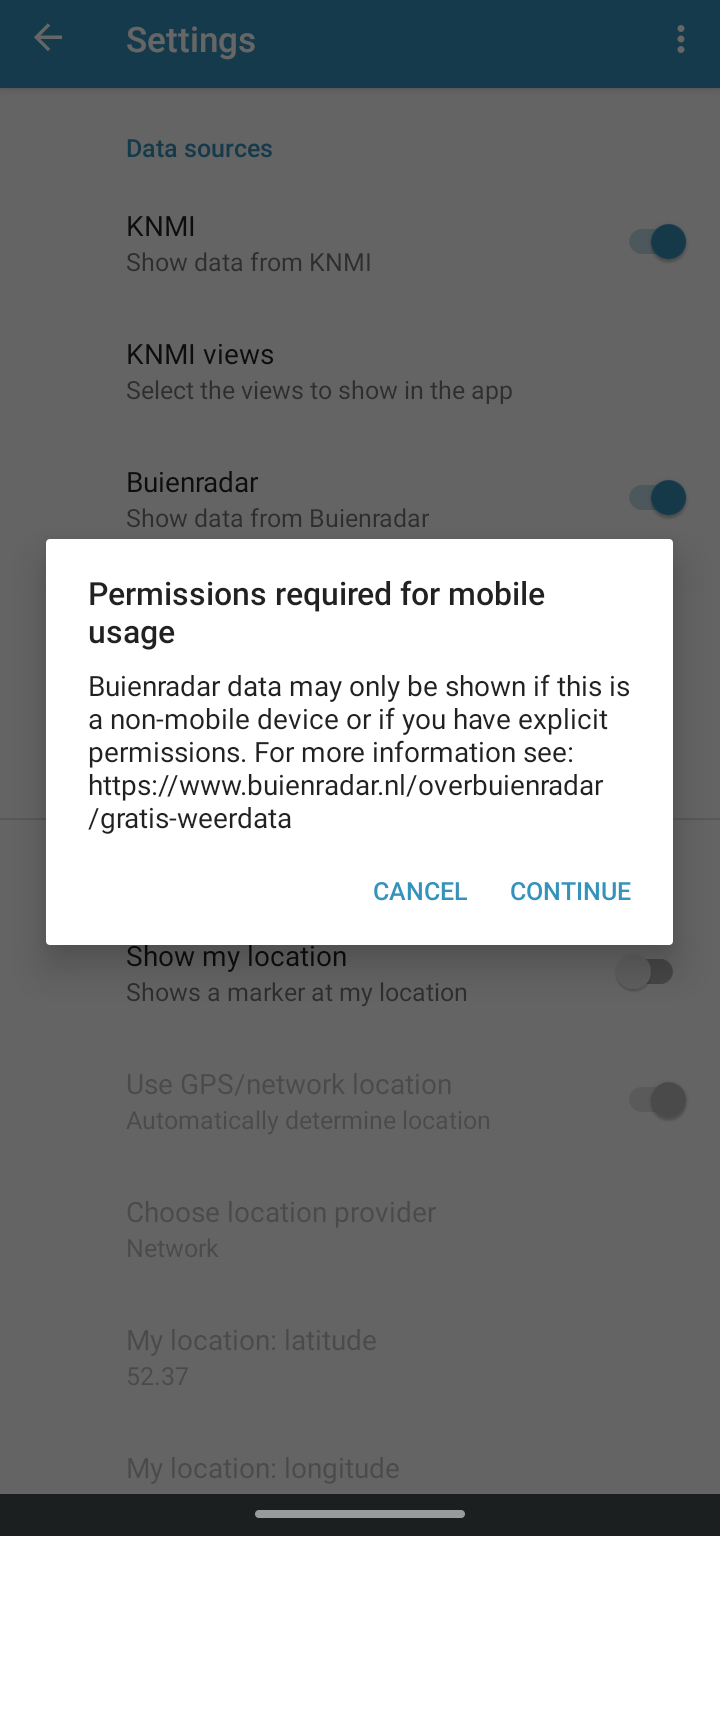 Settings
Data sources
KNMI
Show data from KNMI
KNMI views
Select the views to show in the app
Buienradar
Show data from Buienradar
Permissions required for mobile
usage
Buienradar data may only be shown if this is
a non-mobile device or if you have explicit
permissions. For more information see:
https://www.buienradar.nl/overbuienradar
/gratis-weerdata
CANCEL CONTINUE
Show my location
Shows a marker at my location
Use GPS/network location
Automatically determine location
Choose location provider
Network
My location: latitude
52.37
My location: longitude